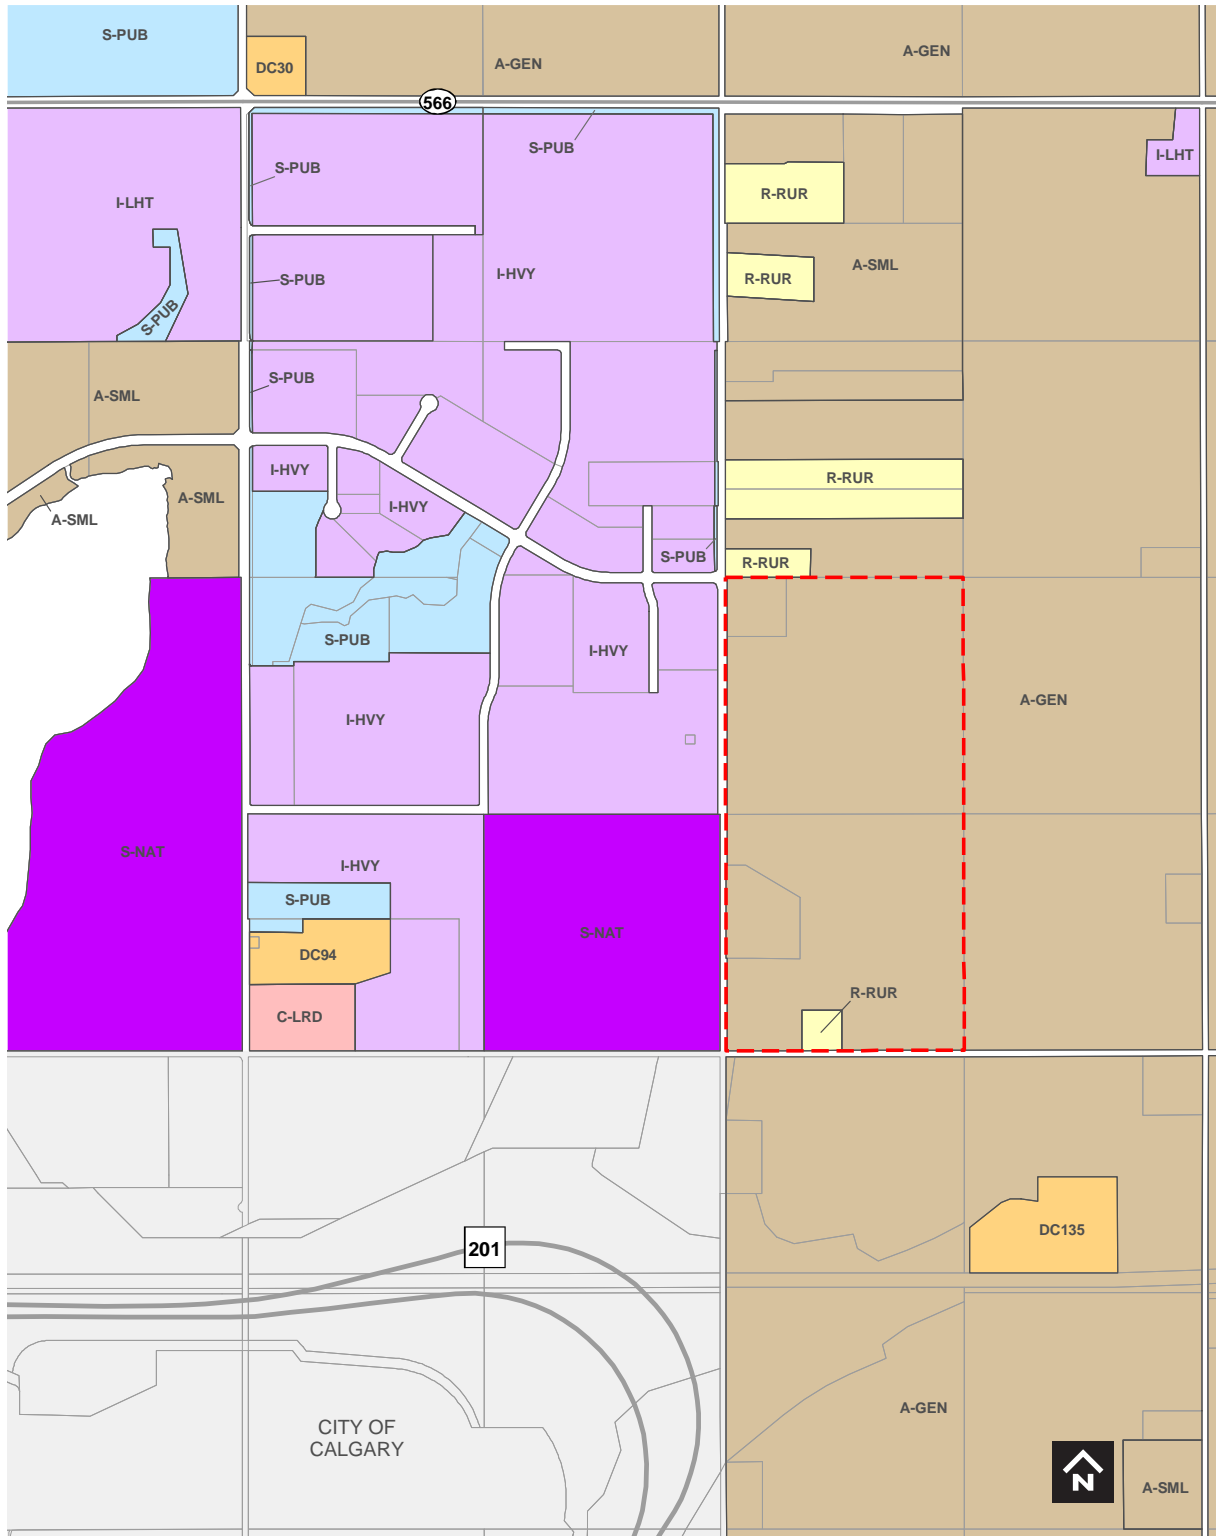 S-PUB
A-GEN
DC30
A-GEN
566
S-PUB
I-LHT
S-PUB
R-RUR
I-LHT
A-SML
I-HVY
S-PUB
R-RUR
S-PUB
S-PUB
A-SML
I-HVY
R-RUR
A-SML
I-HVY
A-SML
S-PUB
R-RUR
S-PUB
I-HVY
A-GEN
I-HVY
S-NAT
I-HVY
S-PUB
S-NAT
DC94
R-RUR
C-LRD
DC135
201
A-GEN
CITY OF
CALGARY
N
A-SML